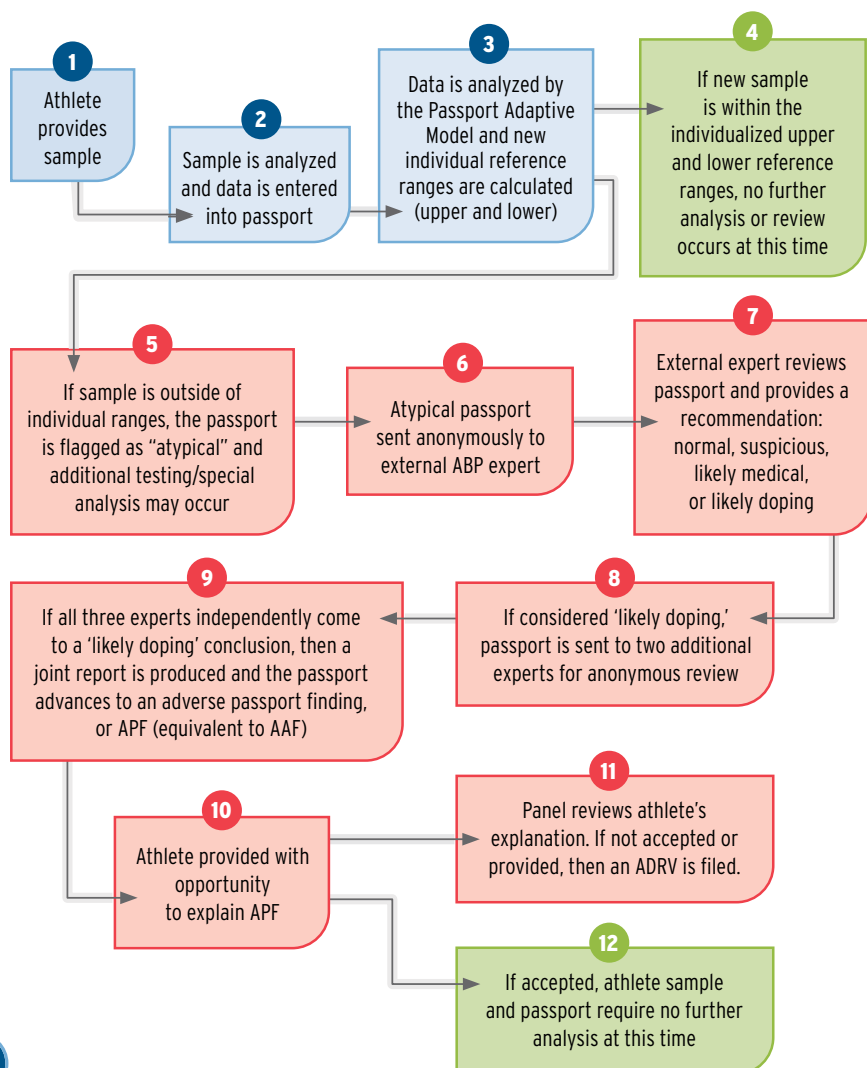 1
Athlete
provides
sample
2
Sample is analyzed
and data is entered
into passport
3
Data is analyzed by
the Passport Adaptive
Model and new
individual reference
ranges are calculated
(upper and lower)
4
If new sample
is within the
individualized upper
and lower reference
ranges, no further
analysis or review
occurs at this time
5
If sample is outside of
individual ranges, the passport
is flagged as “atypical” and
additional testing/special
analysis may occur
6
Atypical passport
sent anonymously to
external ABP expert
7
External expert reviews
passport and provides a
recommendation:
normal, suspicious,
likely medical,
or likely doping
8
If considered ‘likely doping,’
passport is sent to two additional
experts for anonymous review
9
If all three experts independently come
to a ‘likely doping’ conclusion, then a
joint report is produced and the passport
advances to an adverse passport finding,
or APF (equivalent to AAF)
10
Athlete provided with
opportunity
to explain APF
11
Panel reviews athlete’s
explanation. If not accepted or
provided, then an ADRV is filed.
12
If accepted, athlete sample
and passport require no further
analysis at this time